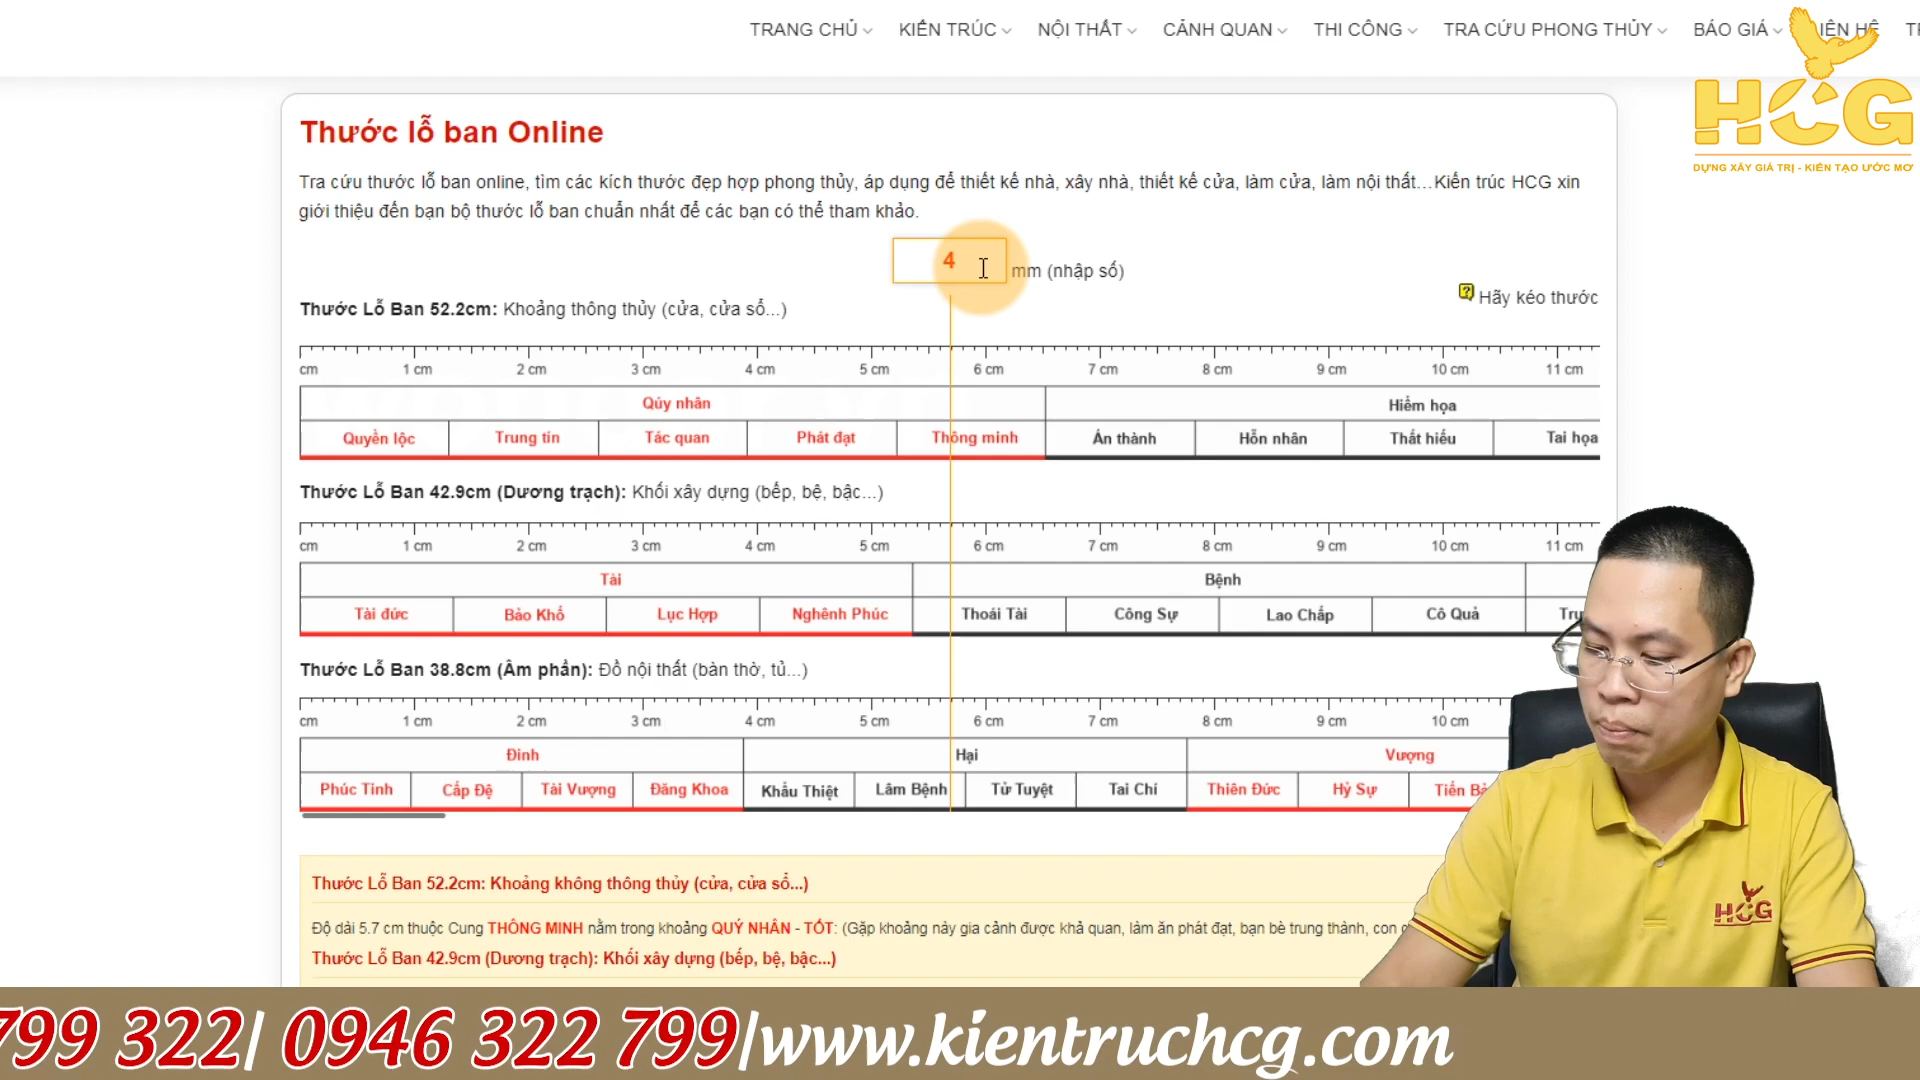 TRANG CHỦ KIẾN TRÚC NỘI THẤT CẢNH QUAN THI CÔNG TRA CỨU PHONG THỦY BÁO GIÁ LIÊN HỆ
HCG
DỰNG XÂY GIÁ TRỊ - KIẾN TẠO ƯỚC MƠ
Thước lỗ ban Online
Tra cứu thước lỗ ban online, tìm các kích thước đẹp hợp phong thủy, áp dụng để thiết kế nhà, xây nhà, thiết kế cửa, làm cửa, làm nội thất…Kiến trúc HCG xin
giới thiệu đến bạn bộ thước lỗ ban chuẩn nhất để các bạn có thể tham khảo.
4 mm (nhập số)
Hãy kéo thước
Thước Lỗ Ban 52.2cm: Khoảng thông thủy (cửa, cửa sổ...)
cm 1 cm 2 cm 3 cm 4 cm 5 cm 6 cm 7 cm 8 cm 9 cm 10 cm 11 cm
Qúy nhân Hiểm họa
Quyền lộc Trung tín Tác quan Phát đạt Thông minh Án thành Hỗn nhân Thất hiếu Tai họa
Thước Lỗ Ban 42.9cm (Dương trạch): Khối xây dựng (bếp, bệ, bậc...)
cm 1 cm 2 cm 3 cm 4 cm 5 cm 6 cm 7 cm 8 cm 9 cm 10 cm 11 cm
Tài Bệnh
Tài đức Bảo Khố Lục Hợp Nghênh Phúc Thoái Tài Công Sự Lao Chấp Cô Quả
Thước Lỗ Ban 38.8cm (Âm phần): Đồ nội thất (bàn thờ, tủ...)
cm 1 cm 2 cm 3 cm 4 cm 5 cm 6 cm 7 cm 8 cm 9 cm 10 cm
Đinh Hại Vượng
Phúc Tinh Cấp Đệ Tài Vượng Đăng Khoa Khẩu Thiệt Lâm Bệnh Tử Tuyệt Tai Chí Thiên Đức Hỷ Sự Tiến
Thước Lỗ Ban 52.2cm: Khoảng không thông thủy (cửa, cửa sổ...)
Độ dài 5.7 cm thuộc Cung THÔNG MINH nằm trong khoảng QUÝ NHÂN - TỐT: (Gặp khoảng này gia cảnh được khả quan, làm ăn phát đạt, bạn bè trung thành, con
Thước Lỗ Ban 42.9cm (Dương trạch): Khối xây dựng (bếp, bệ, bậc...)
HCG
799 322/ 0946 322 799/www.kientruchcg.com